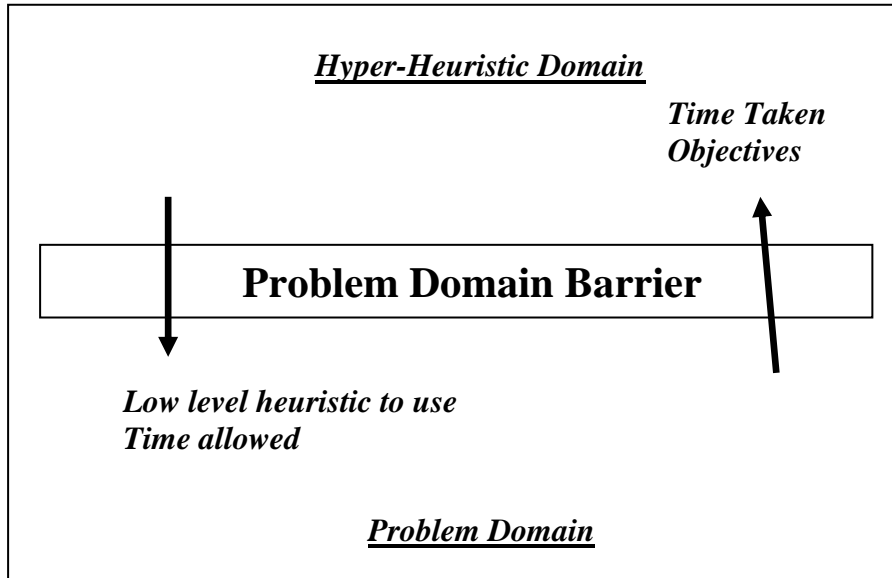 Hyper-Heuristic Domain
Time Taken
Objectives
Problem Domain Barrier
Low level heuristic to use
Time allowed
Problem Domain